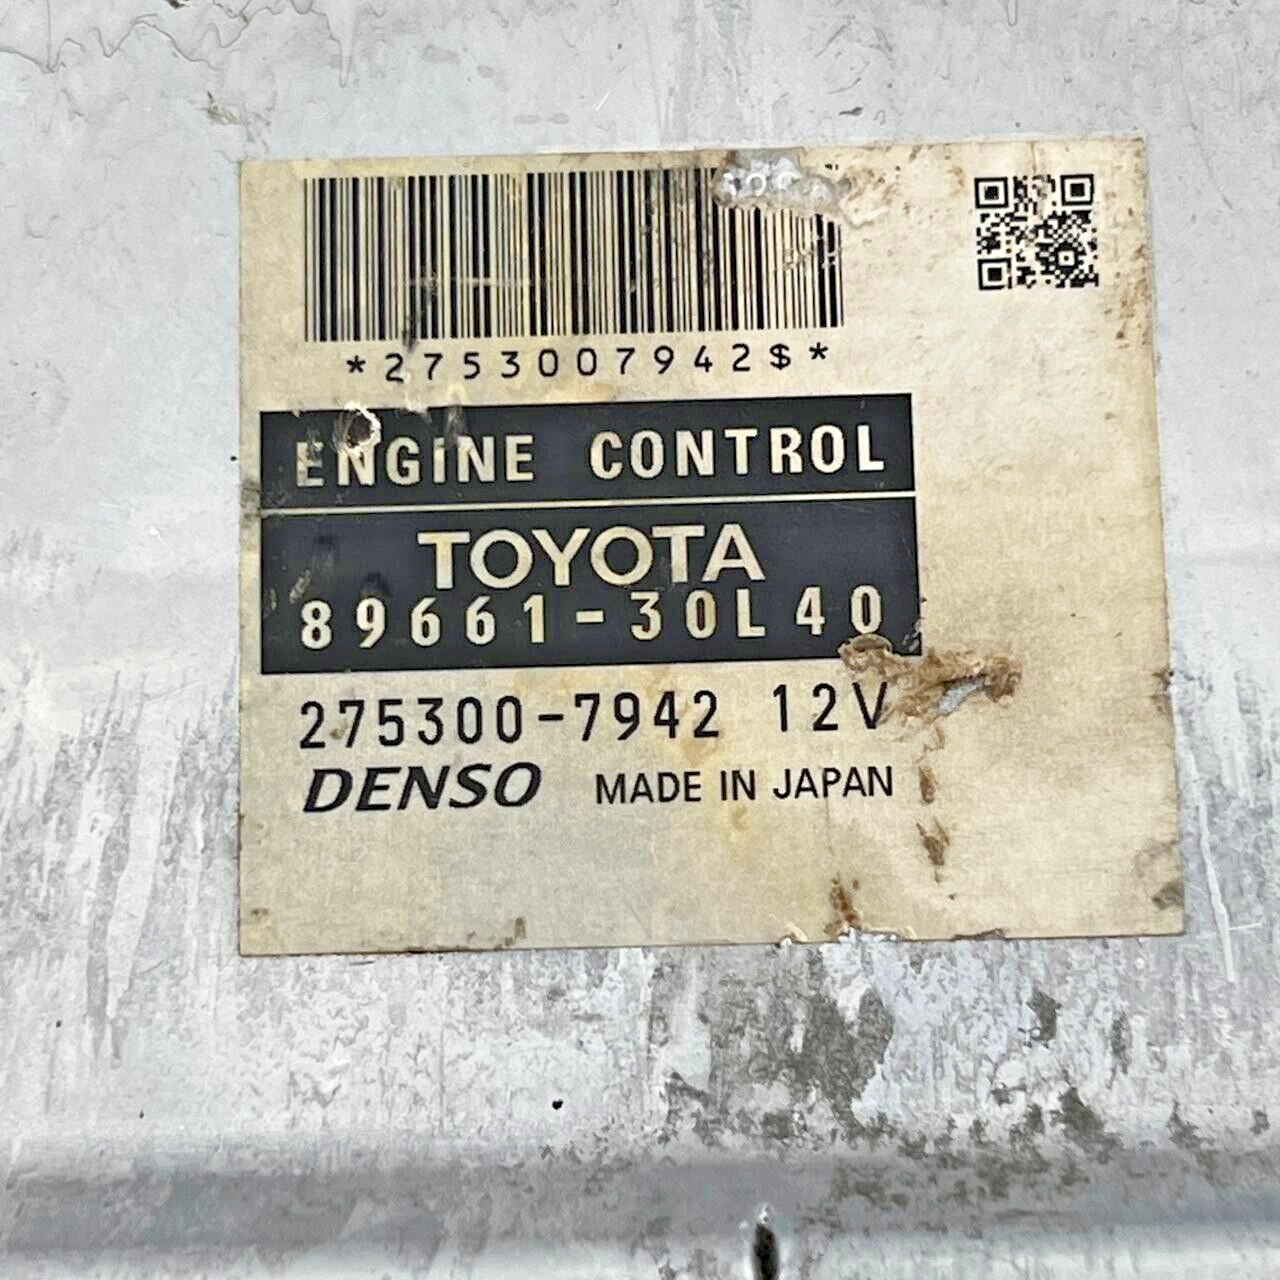 *2753007942$*
ENGINE CONTROL
TOYOTA
89661-30L40
275300-7942 12V
DENSO MADE IN JAPAN